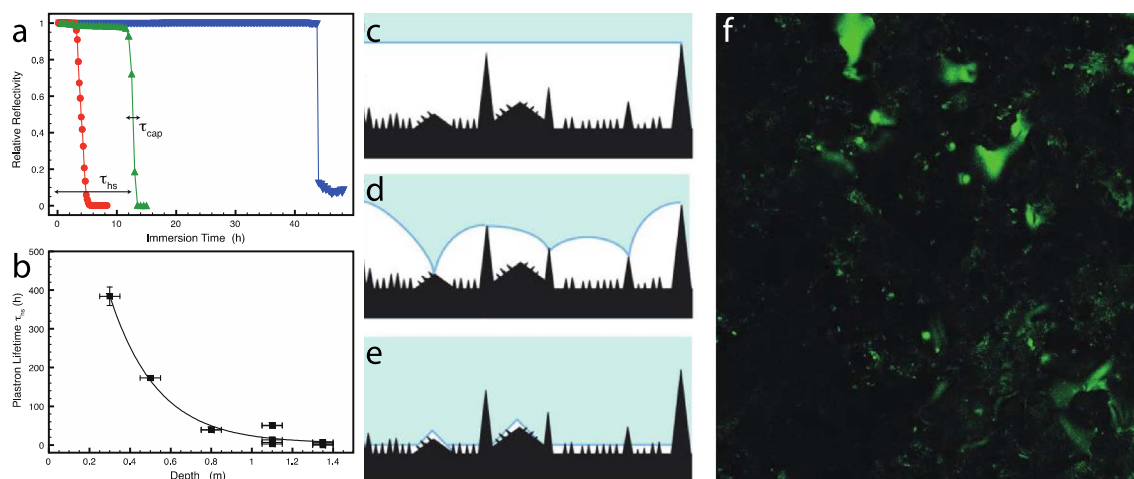 a
1
0.8
0.6
0.4
0.2
0
Relative Reflectivity
τcap
τhs
0 10 20 30 40
Immersion Time (h)
b
500
400
300
200
100
0
Plastron Lifetime τhs (h)
0 0.2 0.4 0.6 0.8 1 1.2 1.4
Depth (m)
c
d
e
f